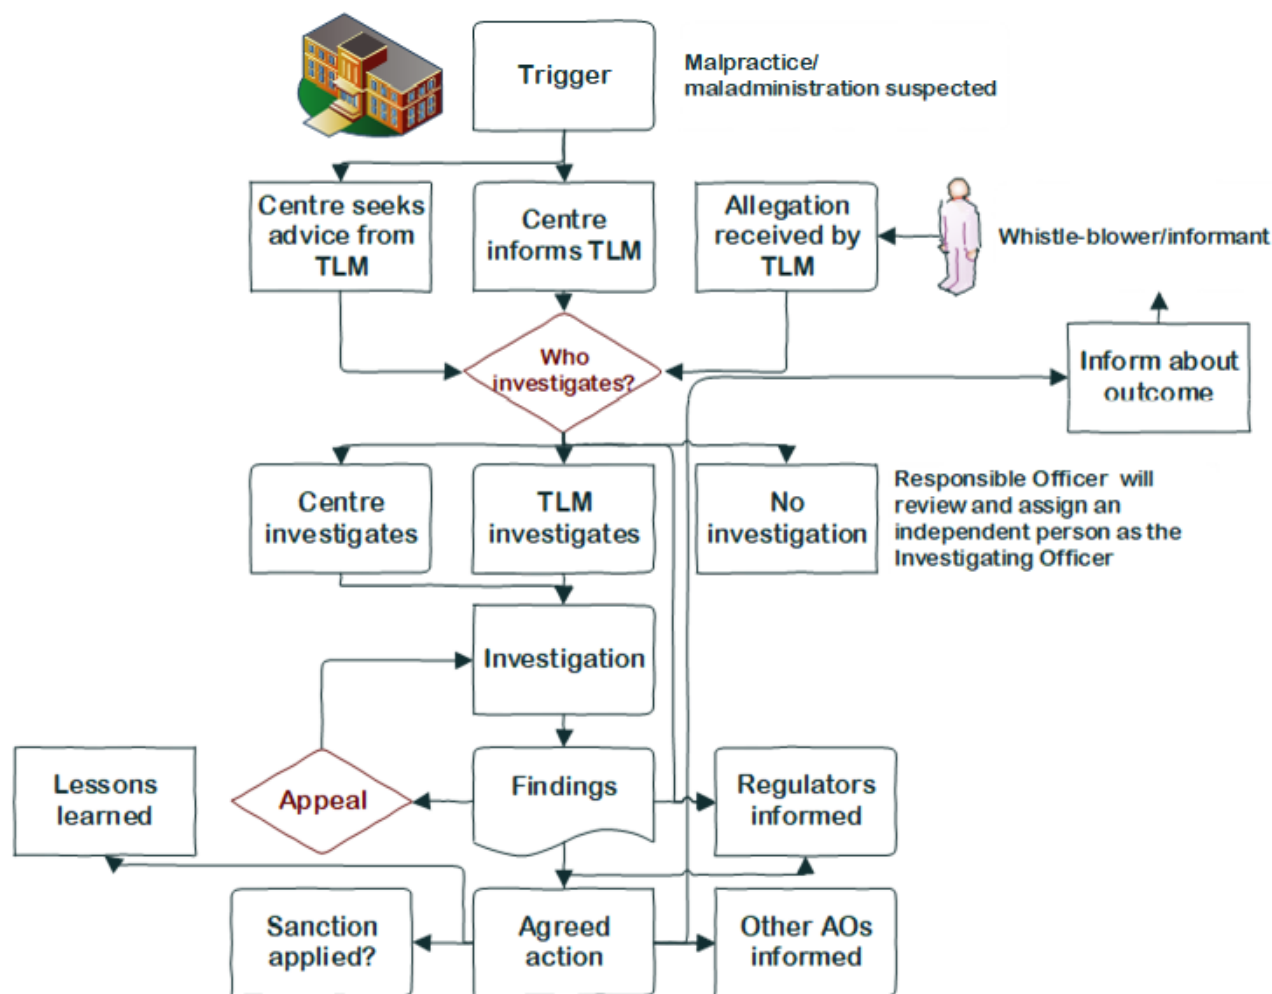 Trigger
Malpractice/
maladministration suspected
Centre seeks
advice from
TLM
Centre
informs TLM
Allegation
received by
TLM
Whistle-blower/informant
Who
investigates?
Inform about
outcome
Centre
investigates
TLM
investigates
No
investigation
Responsible Officer will
review and assign an
independent person as the
Investigating Officer
Investigation
Lessons
learned
Appeal
Findings
Regulators
informed
Sanction
applied?
Agreed
action
Other AOs
informed